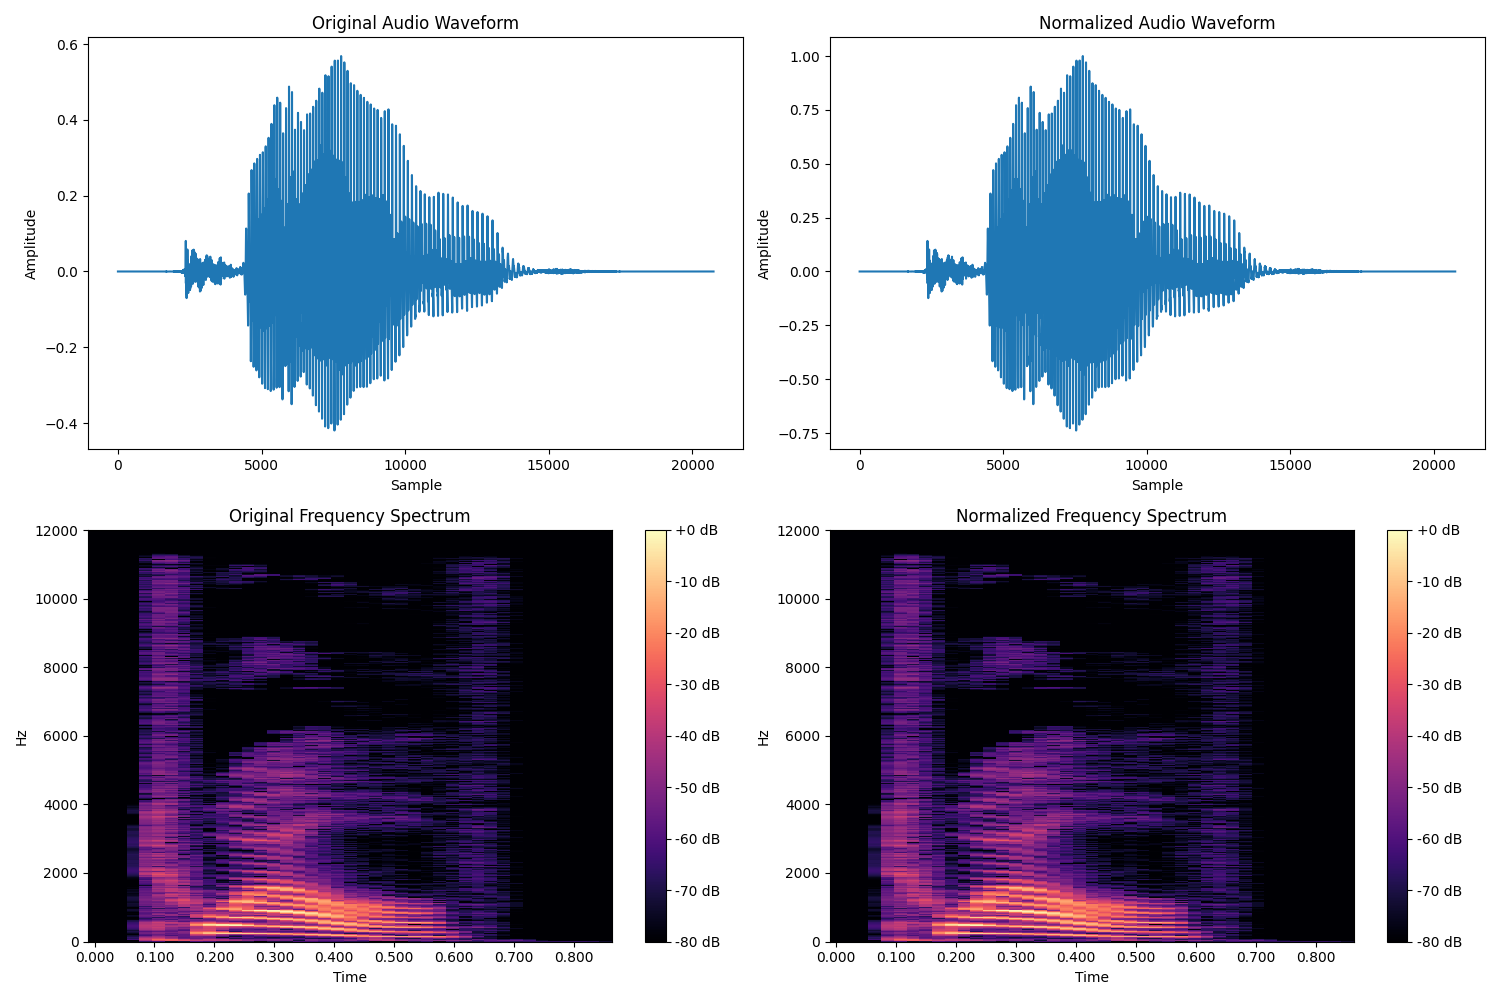 Original Audio Waveform
0.6
0.4
0.2
0.0
−0.2
−0.4
Amplitude
0
5000
10000
15000
20000
Sample
Normalized Audio Waveform
1.00
0.75
0.50
0.25
0.00
−0.25
−0.50
−0.75
Amplitude
0
5000
10000
15000
20000
Sample
Original Frequency Spectrum
12000
10000
8000
6000
4000
2000
0
Hz
0.000
0.100
0.200
0.300
0.400
0.500
0.600
0.700
0.800
Time
+0 dB
-10 dB
-20 dB
-30 dB
-40 dB
-50 dB
-60 dB
-70 dB
-80 dB
Normalized Frequency Spectrum
12000
10000
8000
6000
4000
2000
0
Hz
0.000
0.100
0.200
0.300
0.400
0.500
0.600
0.700
0.800
Time
+0 dB
-10 dB
-20 dB
-30 dB
-40 dB
-50 dB
-60 dB
-70 dB
-80 dB